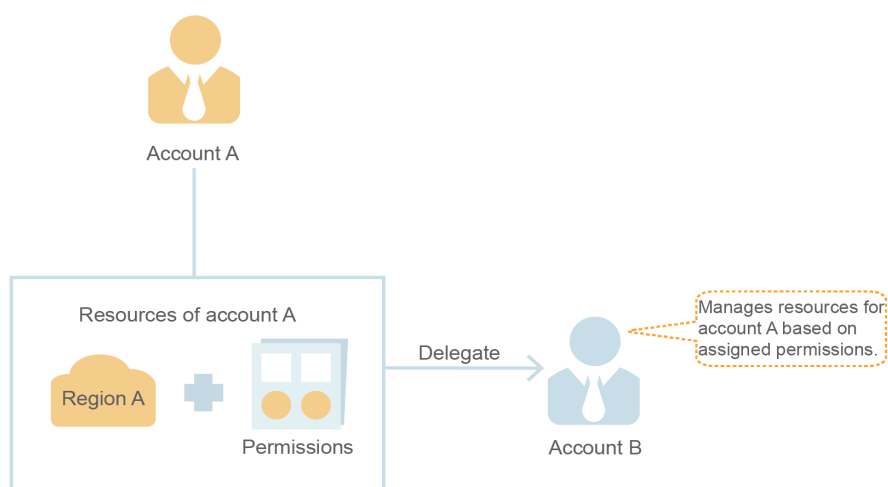 Account A
Resources of account A
Region A
Permissions
Delegate
Account B
Manages resources for
account A based on
assigned permissions.